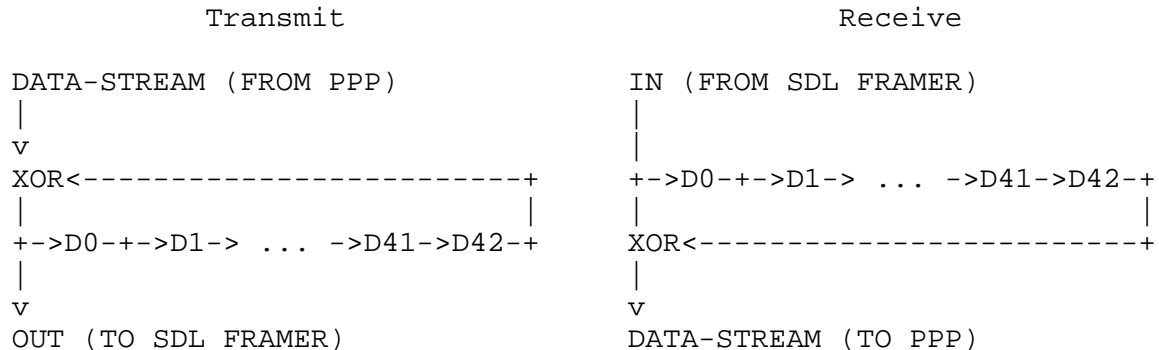 Transmit                               Receive

DATA-STREAM (FROM PPP)              IN (FROM SDL FRAMER)
|                                   |
v                                   |
XOR<-------------------------+      +->D0-+->D1-> ... ->D41->D42-+
|                            |      |                            |
+->D0-+->D1-> ... ->D41->D42-+      XOR<-------------------------+
|                                   |
v                                   v
OUT (TO SDL FRAMER)                 DATA-STREAM (TO PPP)